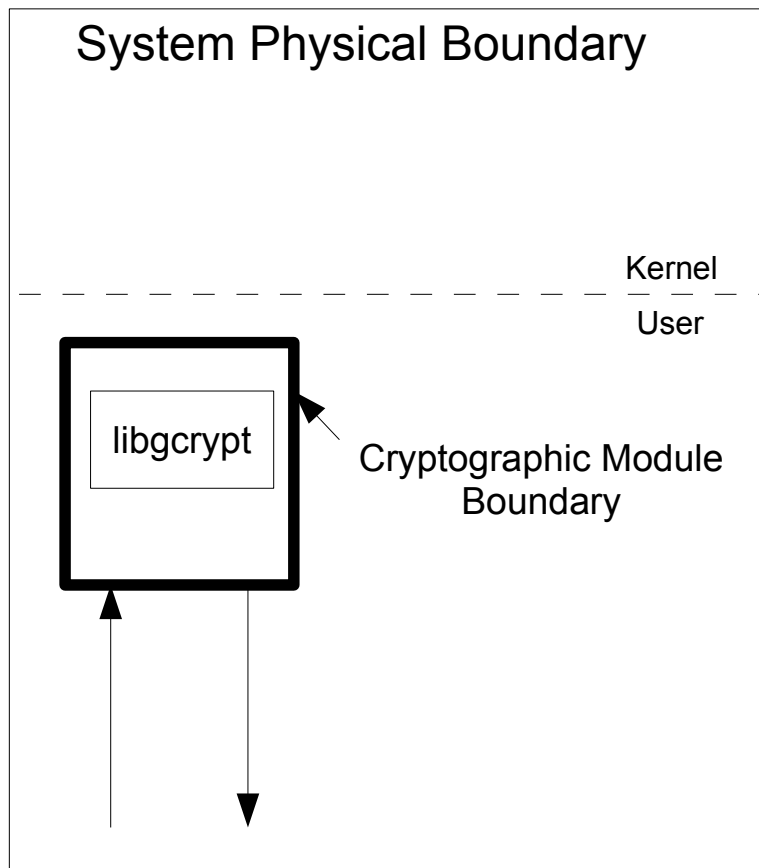 System Physical Boundary
Kernel
User
libgcrypt
Cryptographic Module
Boundary